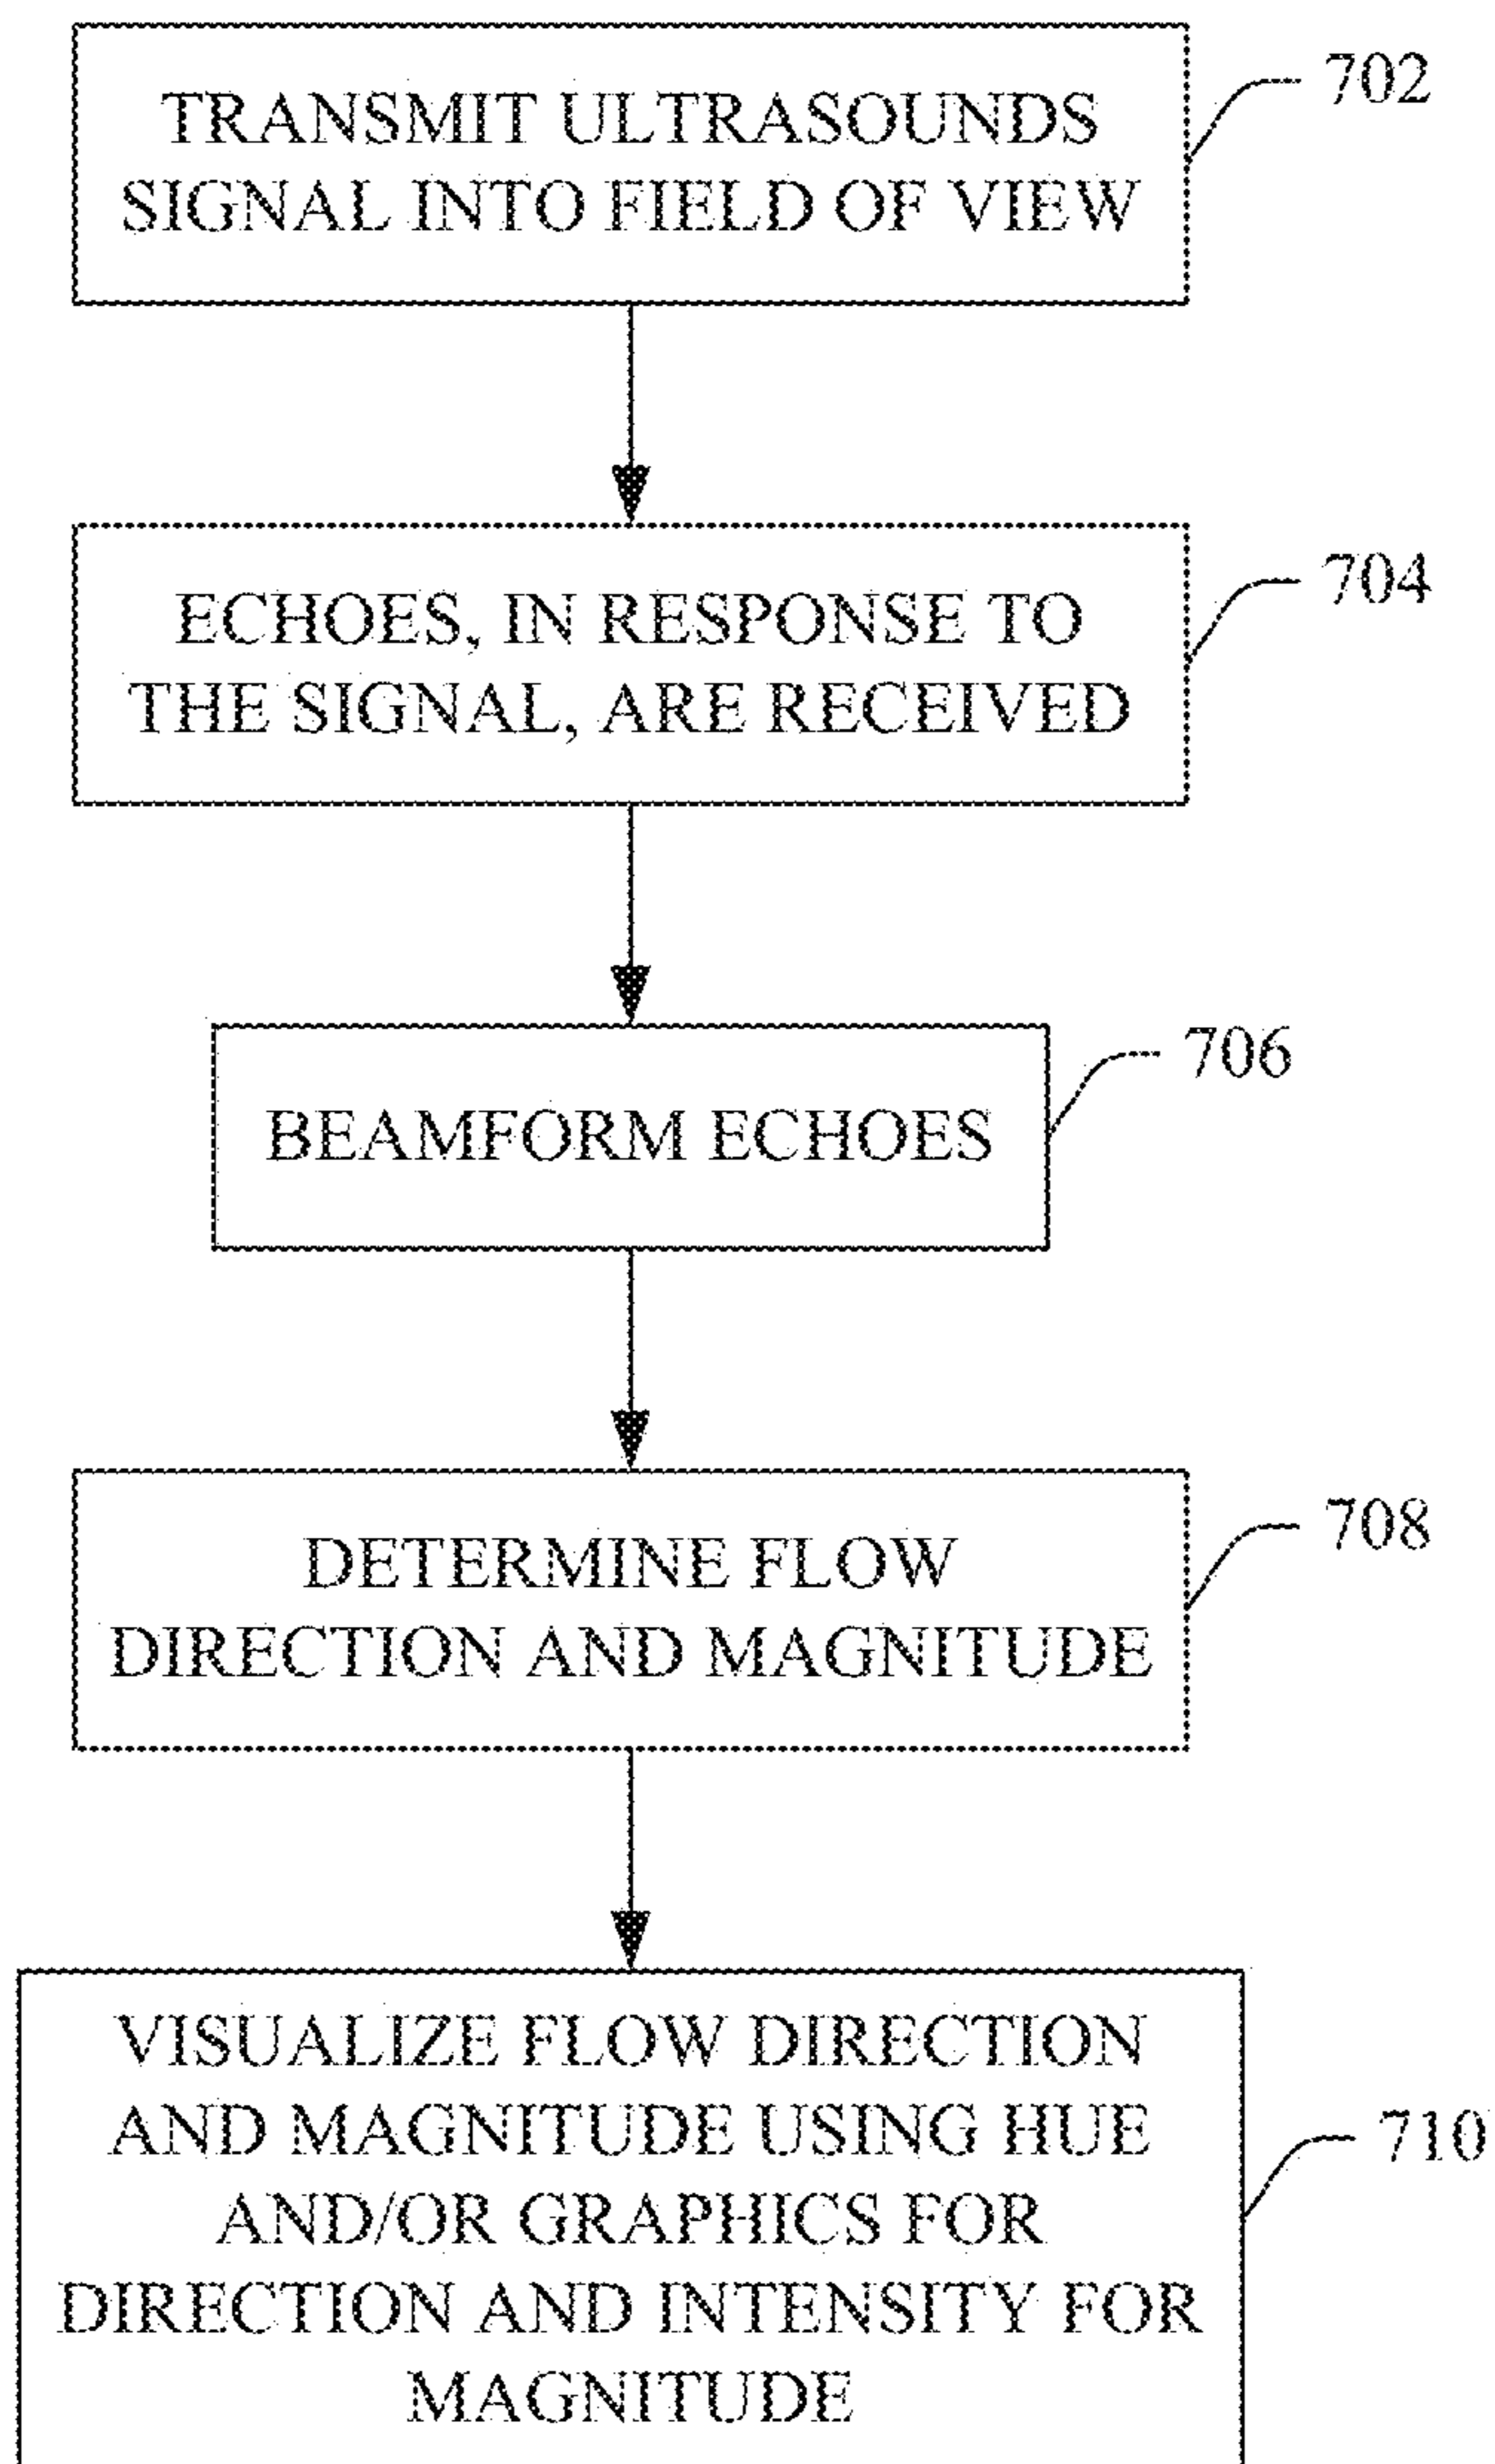 TRANSMIT ULTRASOUNDS
SIGNAL INTO FIELD OF VIEW
702
ECHOES, IN RESPONSE TO
THE SIGNAL, ARE RECEIVED
704
BEAMFORM ECHOES
706
DETERMINE FLOW
DIRECTION AND MAGNITUDE
708
VISUALIZE FLOW DIRECTION
AND MAGNITUDE USING HUE
AND/OR GRAPHICS FOR
DIRECTION AND INTENSITY FOR
MAGNITUDE
710